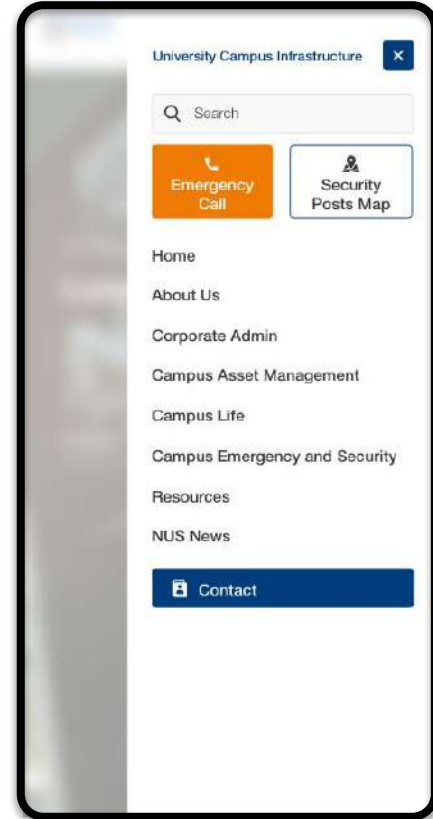 University Campus Infrastructure
Search
Emergency
Call
Security
Posts Map
Home
About Us
Corporate Admin
Campus Asset Management
Campus Life
Campus Emergency and Security
Resources
NUS News
Contact